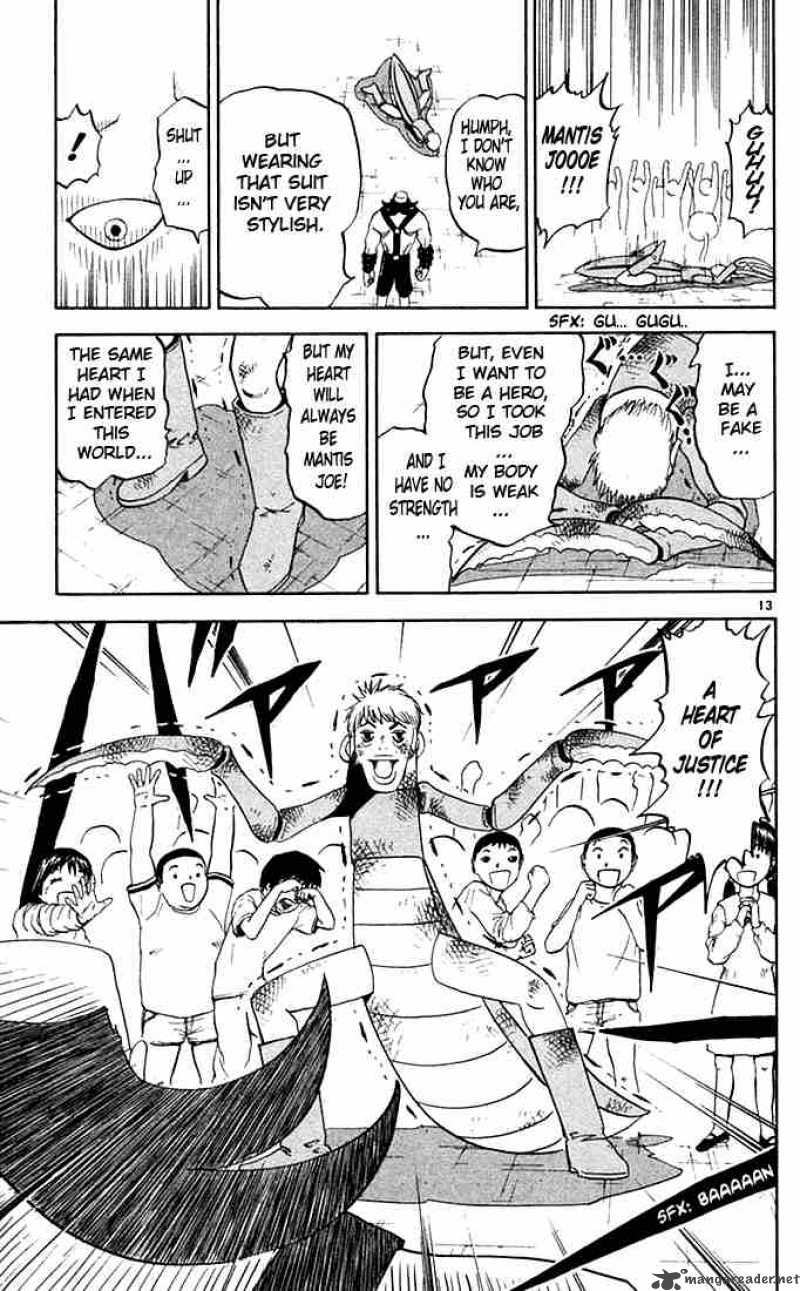 GUHUU!
MANTIS
JOOOE
!!!
SFX: GU... GUGU..
HUMPH,
I DON'T
KNOW
WHO
YOU ARE,
BUT
WEARING
THAT SUIT
ISN'T VERY
STYLISH.
SHUT
...
UP
...
!
I...
MAY
BE A
FAKE
...
BUT, EVEN
I WANT TO
BE A HERO,
SO I TOOK
THIS JOB
...
MY BODY
IS WEAK
...
AND I
HAVE NO
STRENGTH
...
BUT MY
HEART
WILL
ALWAYS
BE
MANTIS
JOE!
THE SAME
HEART I
HAD WHEN
I ENTERED
THIS
WORLD...
13
A
HEART
OF
JUSTICE
!!!
SFX: BAAAAAN
mangareader.net